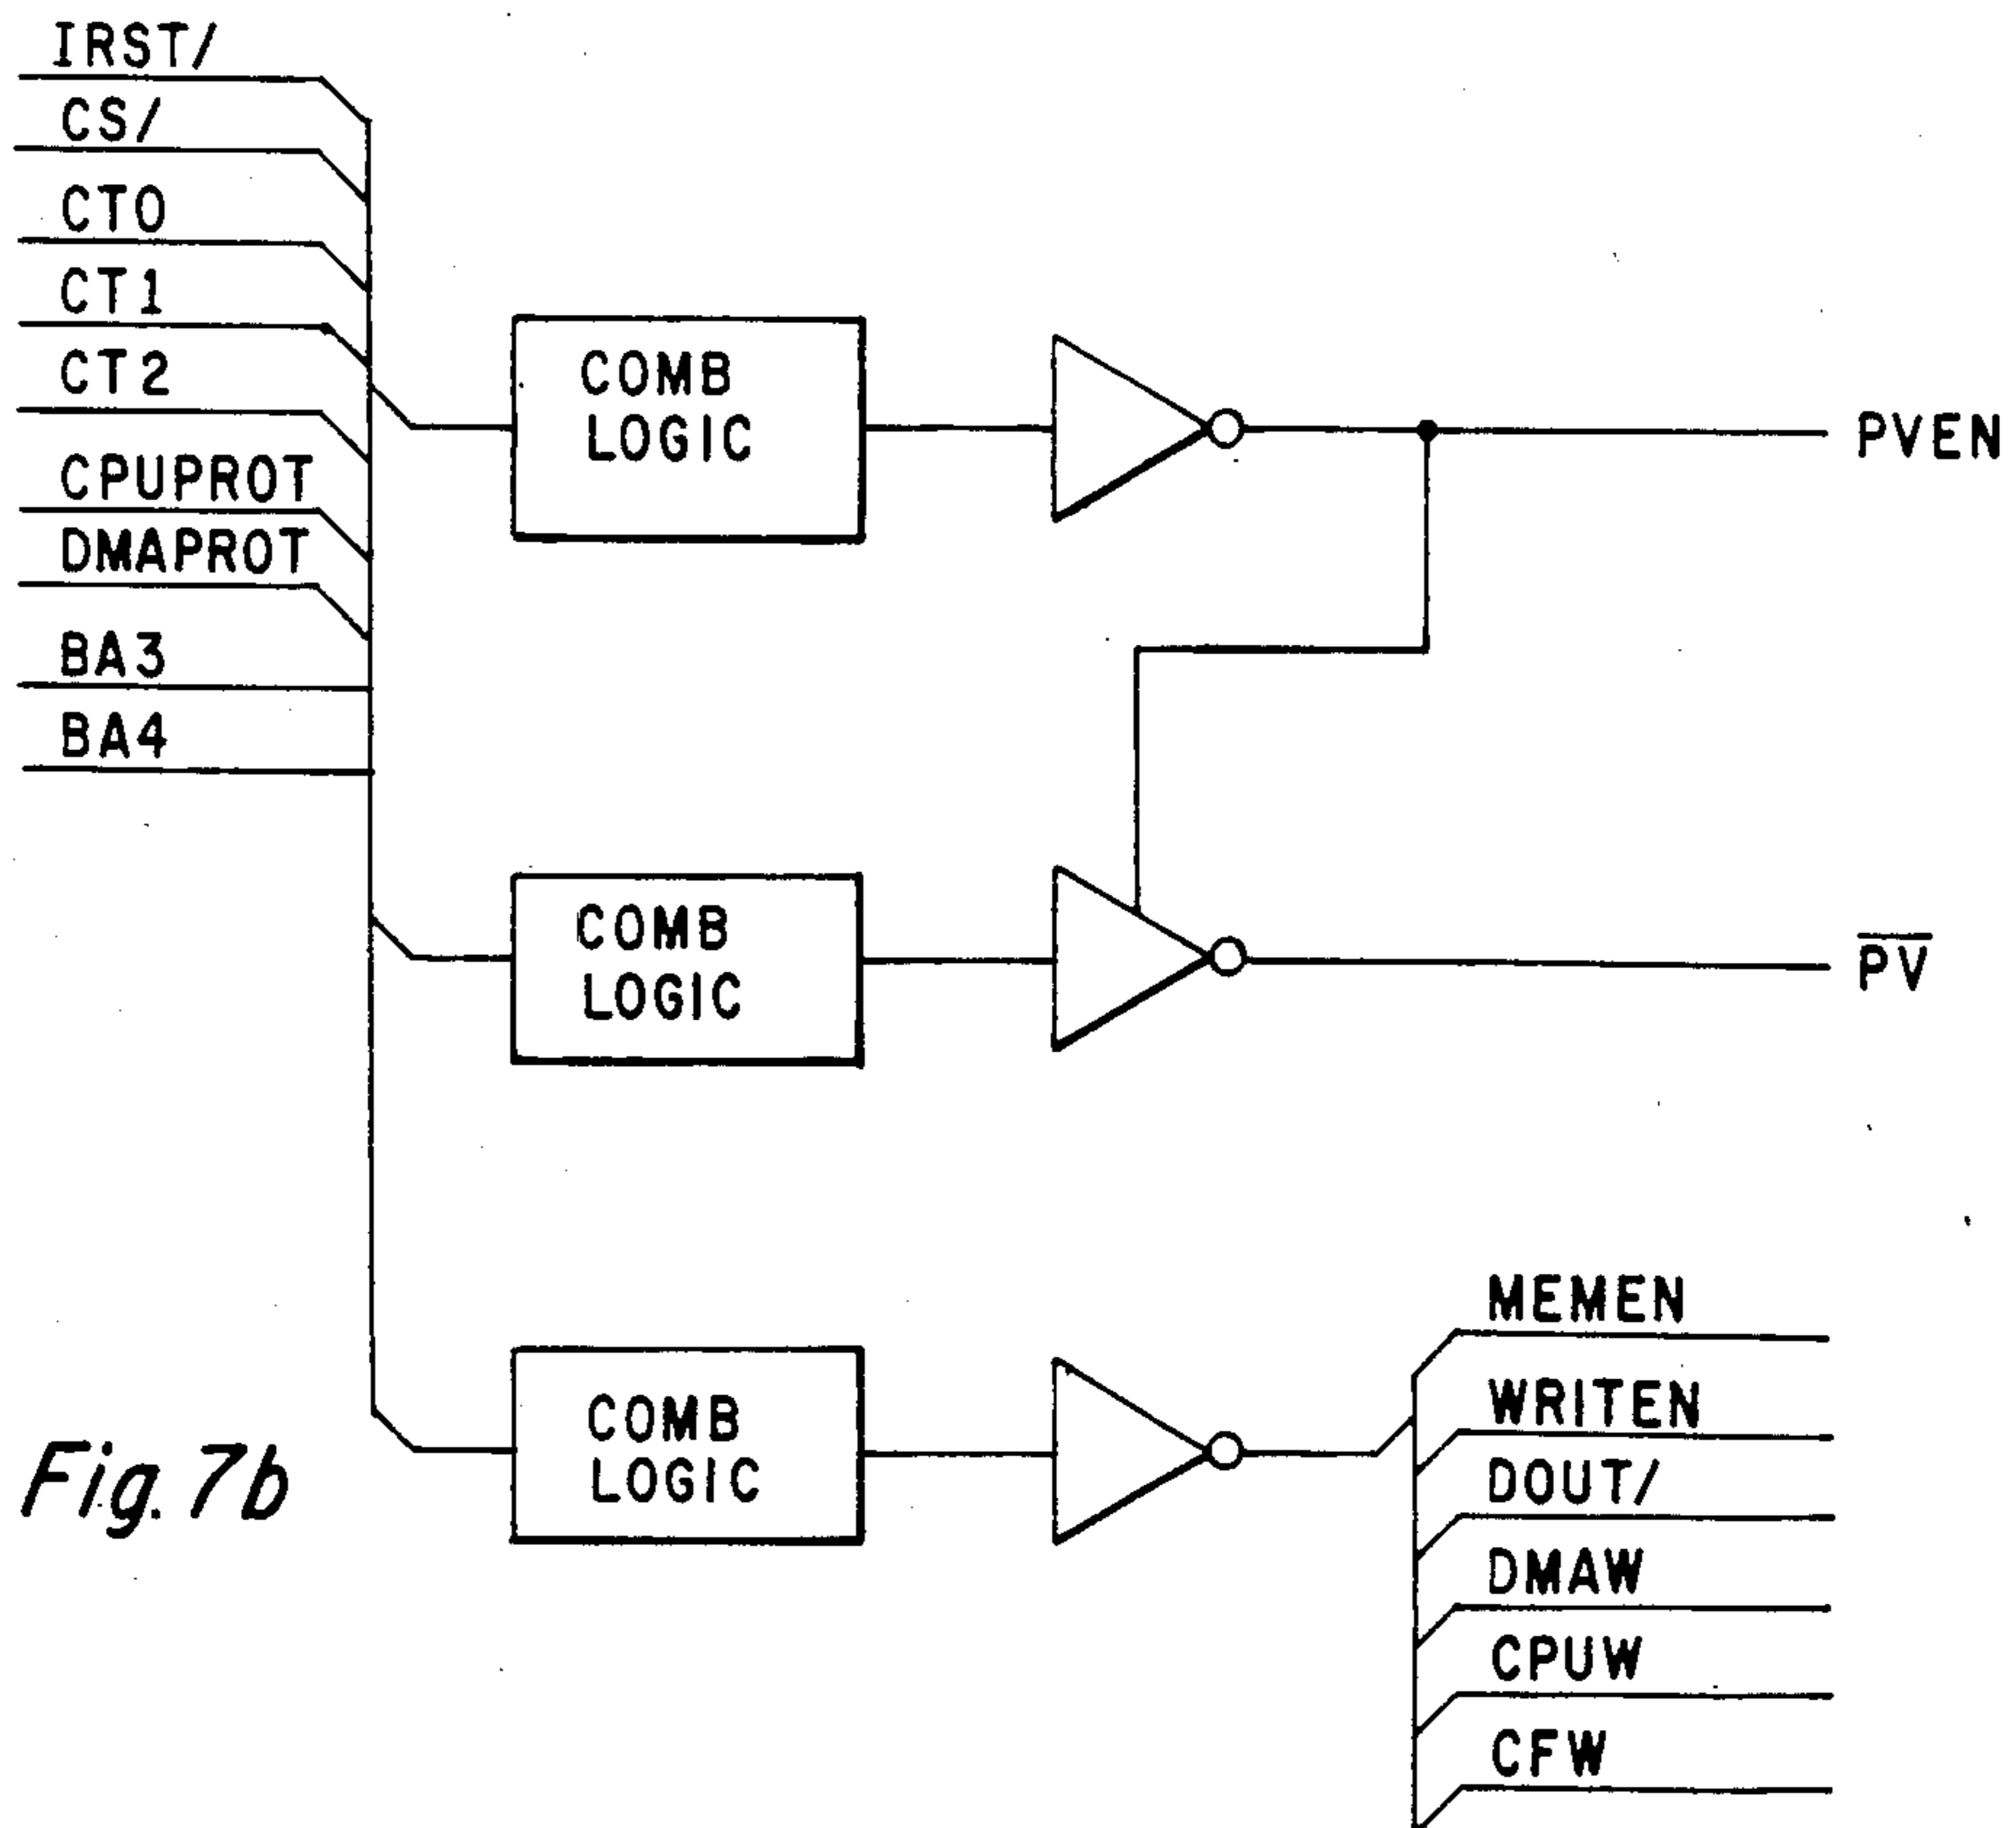 IRST/
CS/
CT0
CT1
CT2
CPUPROT
DMAPROT
BA3
BA4
COMB
LOGIC
PVEN
COMB
LOGIC
P̅V̅
COMB
LOGIC
MEMEN
WRITEN
DOUT/
DMAW
CPUW
CFW
Fig. 7b